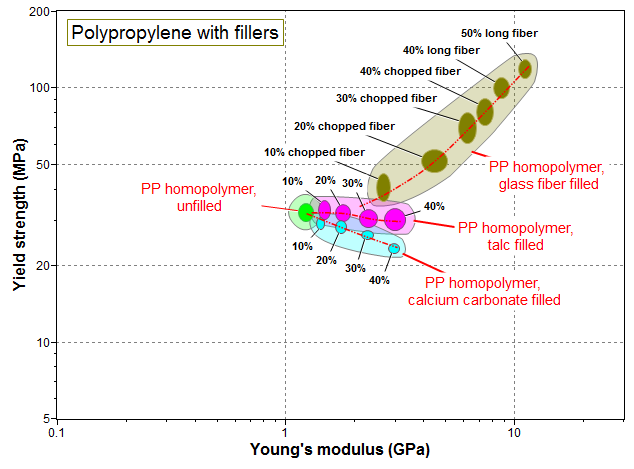 Polypropylene with fillers
200
100
50
20
10
5
0.1
1
10
Yield strength (MPa)
Young's modulus (GPa)
50% long fiber
40% long fiber
40% chopped fiber
30% chopped fiber
20% chopped fiber
10% chopped fiber
PP homopolymer,
glass fiber filled
PP homopolymer,
unfilled
10%
20%
30%
40%
PP homopolymer,
talc filled
10%
20%
30%
40%
PP homopolymer,
calcium carbonate filled